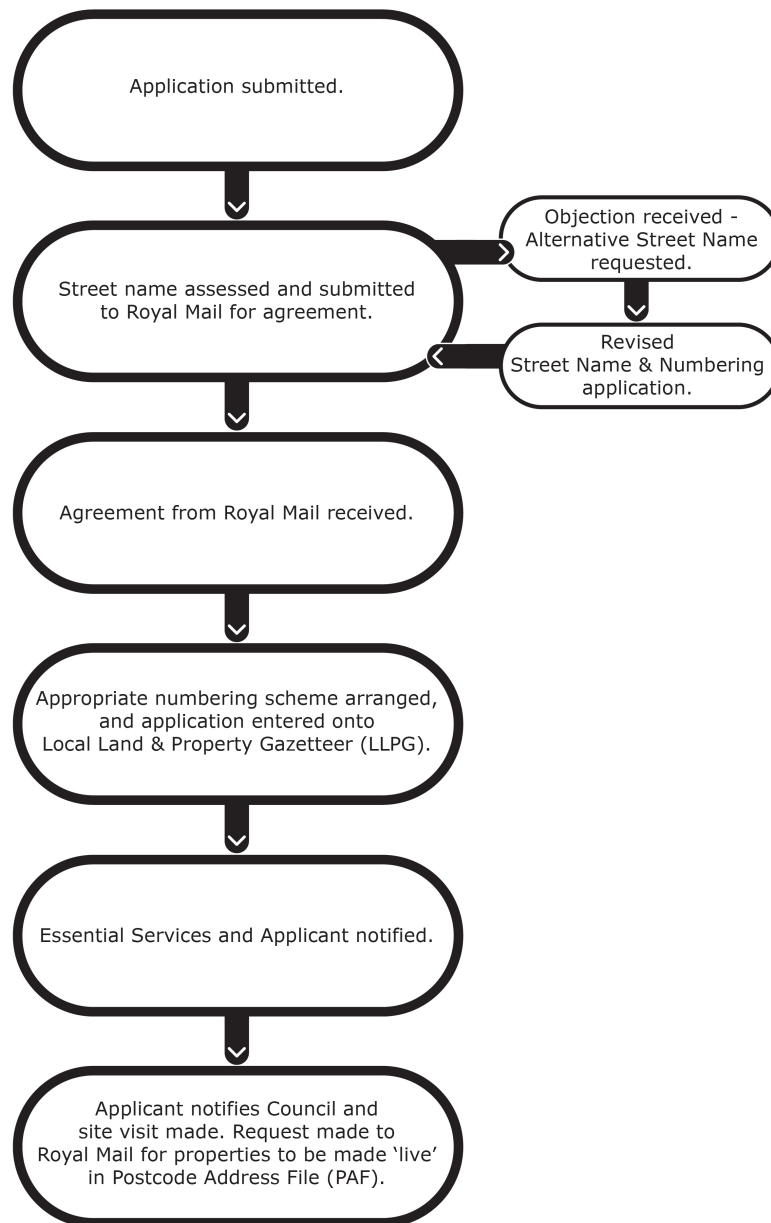 Application submitted.
Street name assessed and submitted
to Royal Mail for agreement.
Objection received -
Alternative Street Name
requested.
Revised
Street Name & Numbering
application.
Agreement from Royal Mail received.
Appropriate numbering scheme arranged,
and application entered onto
Local Land & Property Gazetteer (LLPG).
Essential Services and Applicant notified.
Applicant notifies Council and
site visit made. Request made to
Royal Mail for properties to be made ‘live’
in Postcode Address File (PAF).